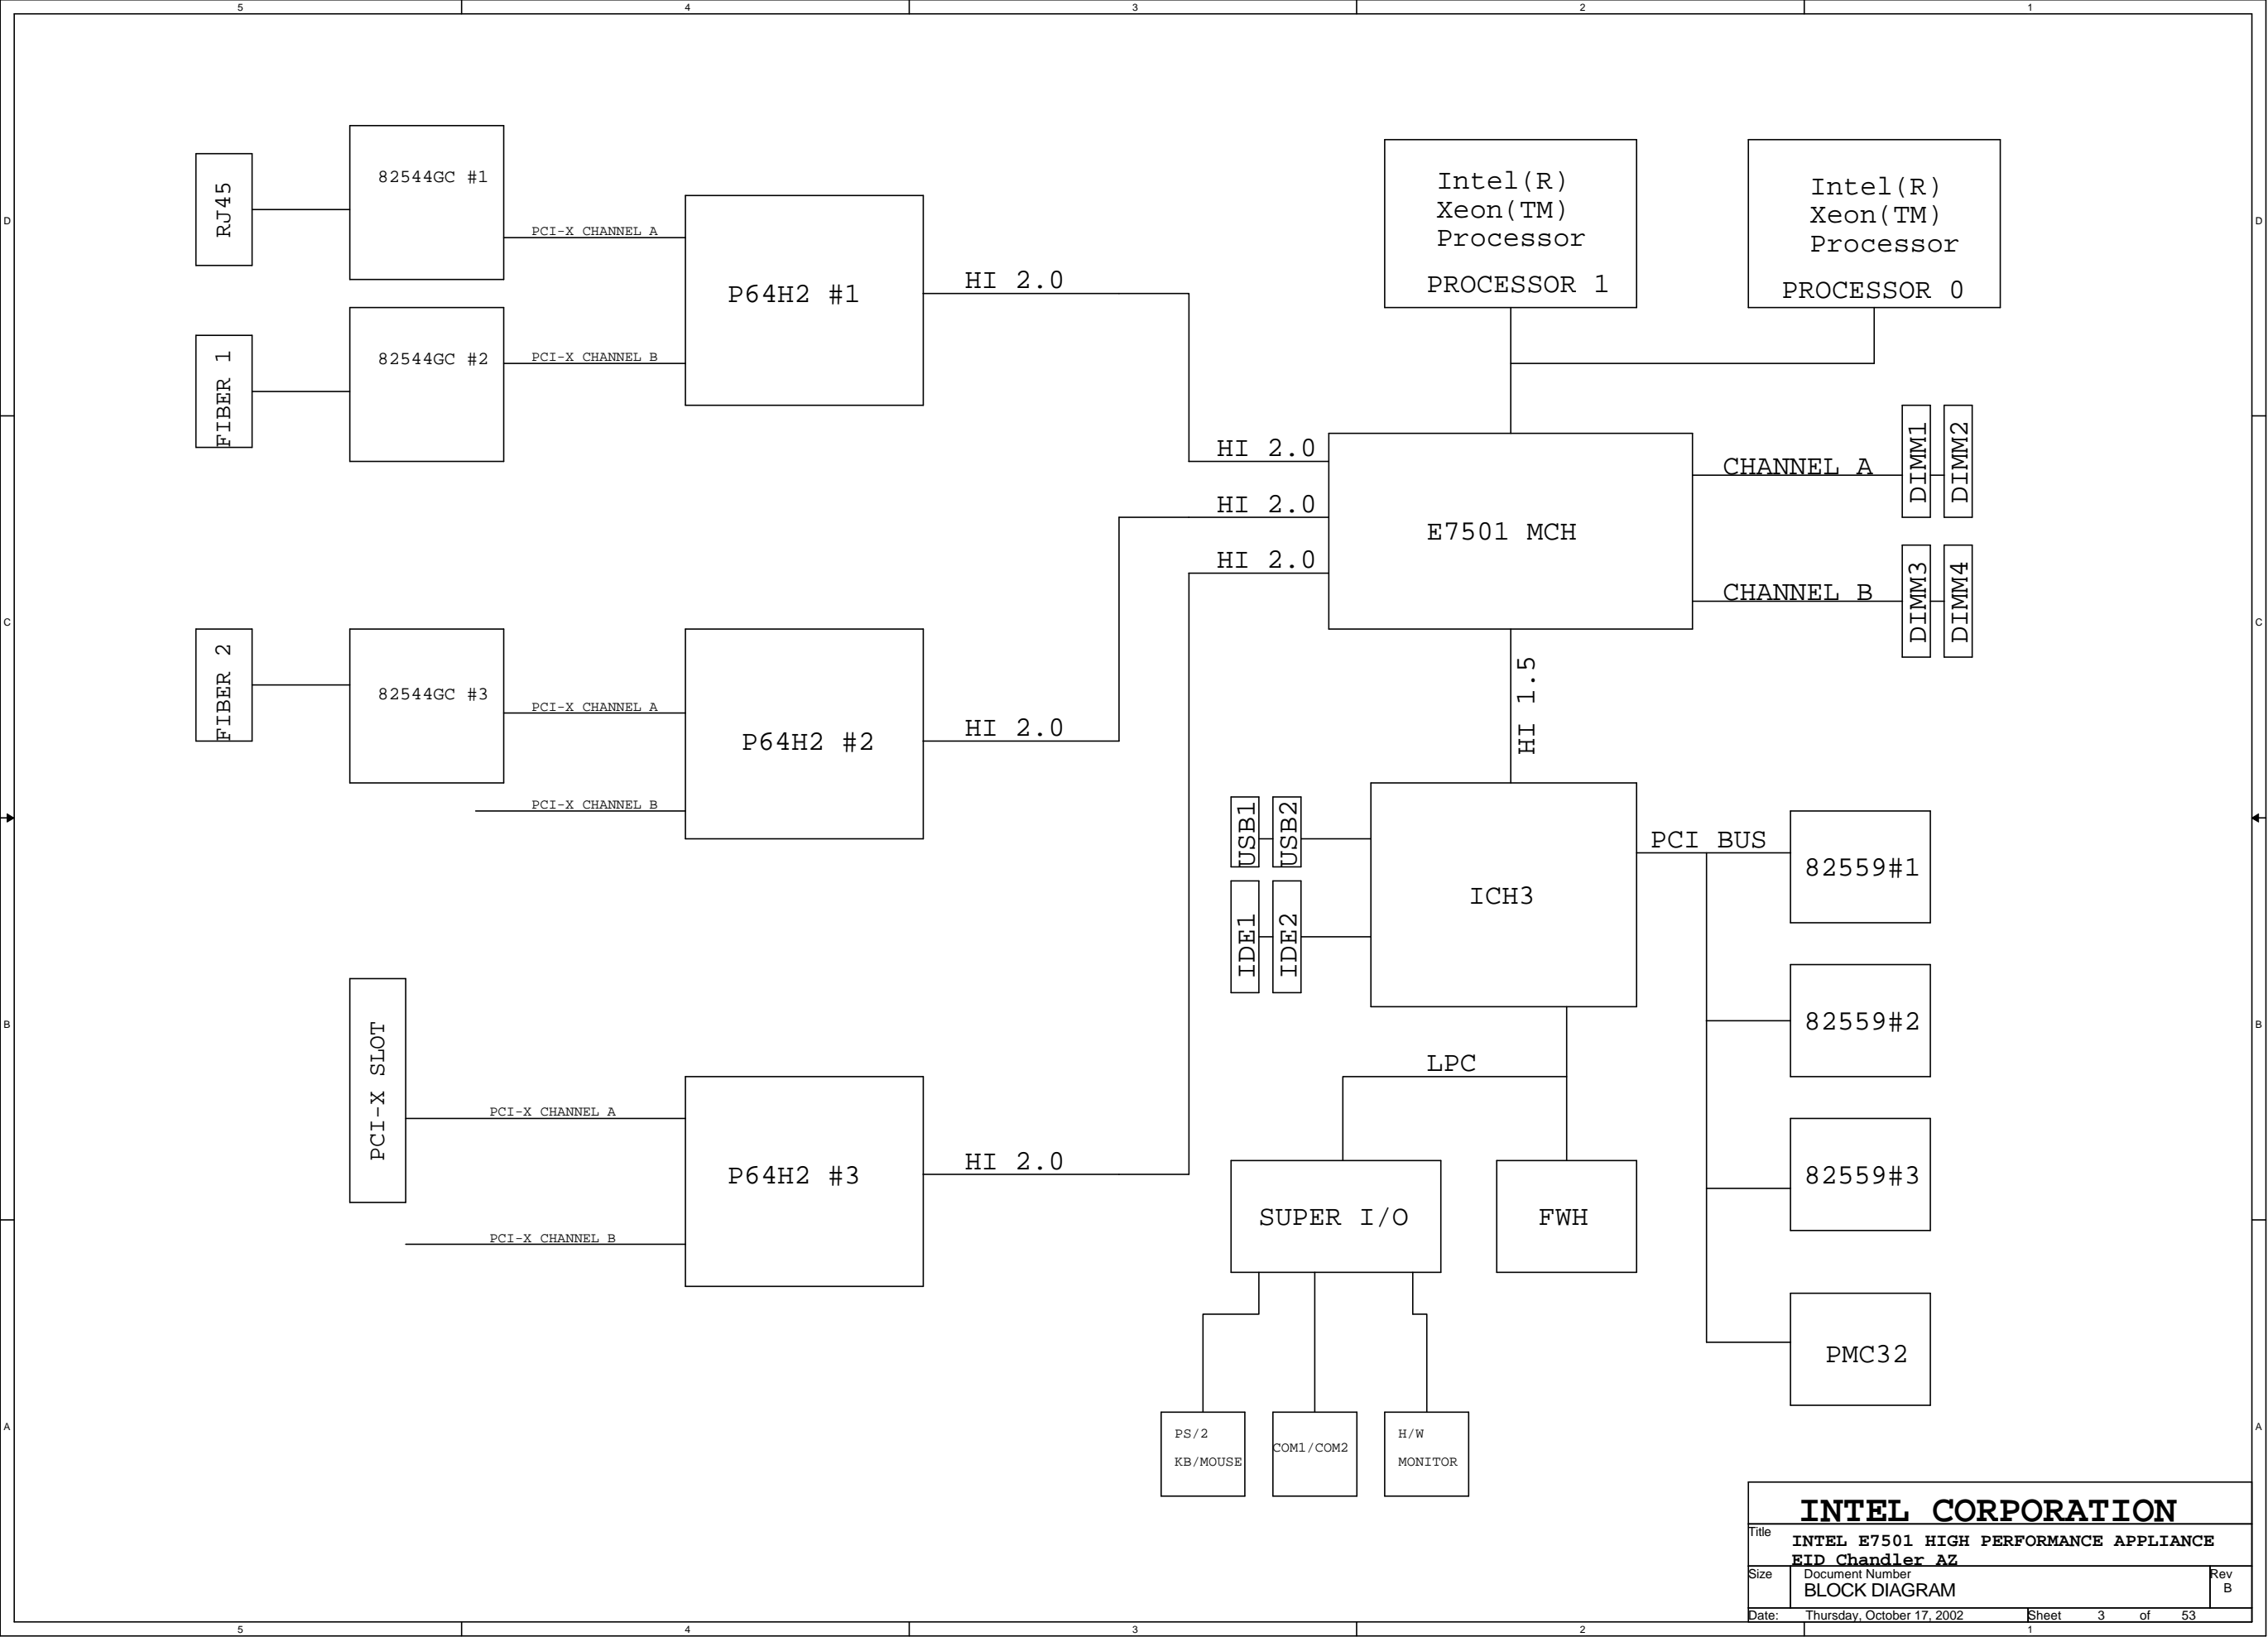 5 4 3 2 1
D
D
C
C
B
B
A
A
RJ45
82544GC #1
PCI-X CHANNEL A
FIBER 1
82544GC #2
PCI-X CHANNEL B
P64H2 #1
HI 2.0
Intel(R)
Xeon(TM)
Processor
PROCESSOR 1
Intel(R)
Xeon(TM)
Processor
PROCESSOR 0
HI 2.0
HI 2.0
HI 2.0
E7501 MCH
CHANNEL A
DIMM1
DIMM2
CHANNEL B
DIMM3
DIMM4
FIBER 2
82544GC #3
PCI-X CHANNEL A
PCI-X CHANNEL B
P64H2 #2
HI 2.0
HI 1.5
USB1
USB2
IDE1
IDE2
ICH3
PCI BUS
82559#1
82559#2
82559#3
PMC32
PCI-X SLOT
PCI-X CHANNEL A
PCI-X CHANNEL B
P64H2 #3
HI 2.0
LPC
SUPER I/O
FWH
PS/2
KB/MOUSE
COM1/COM2
H/W
MONITOR
INTEL CORPORATION
Title
INTEL E7501 HIGH PERFORMANCE APPLIANCE
EID Chandler AZ
Size
Document Number
Rev
BLOCK DIAGRAM
B
Date: Thursday, October 17, 2002 Sheet 3 of 53
5 4 3 2 1